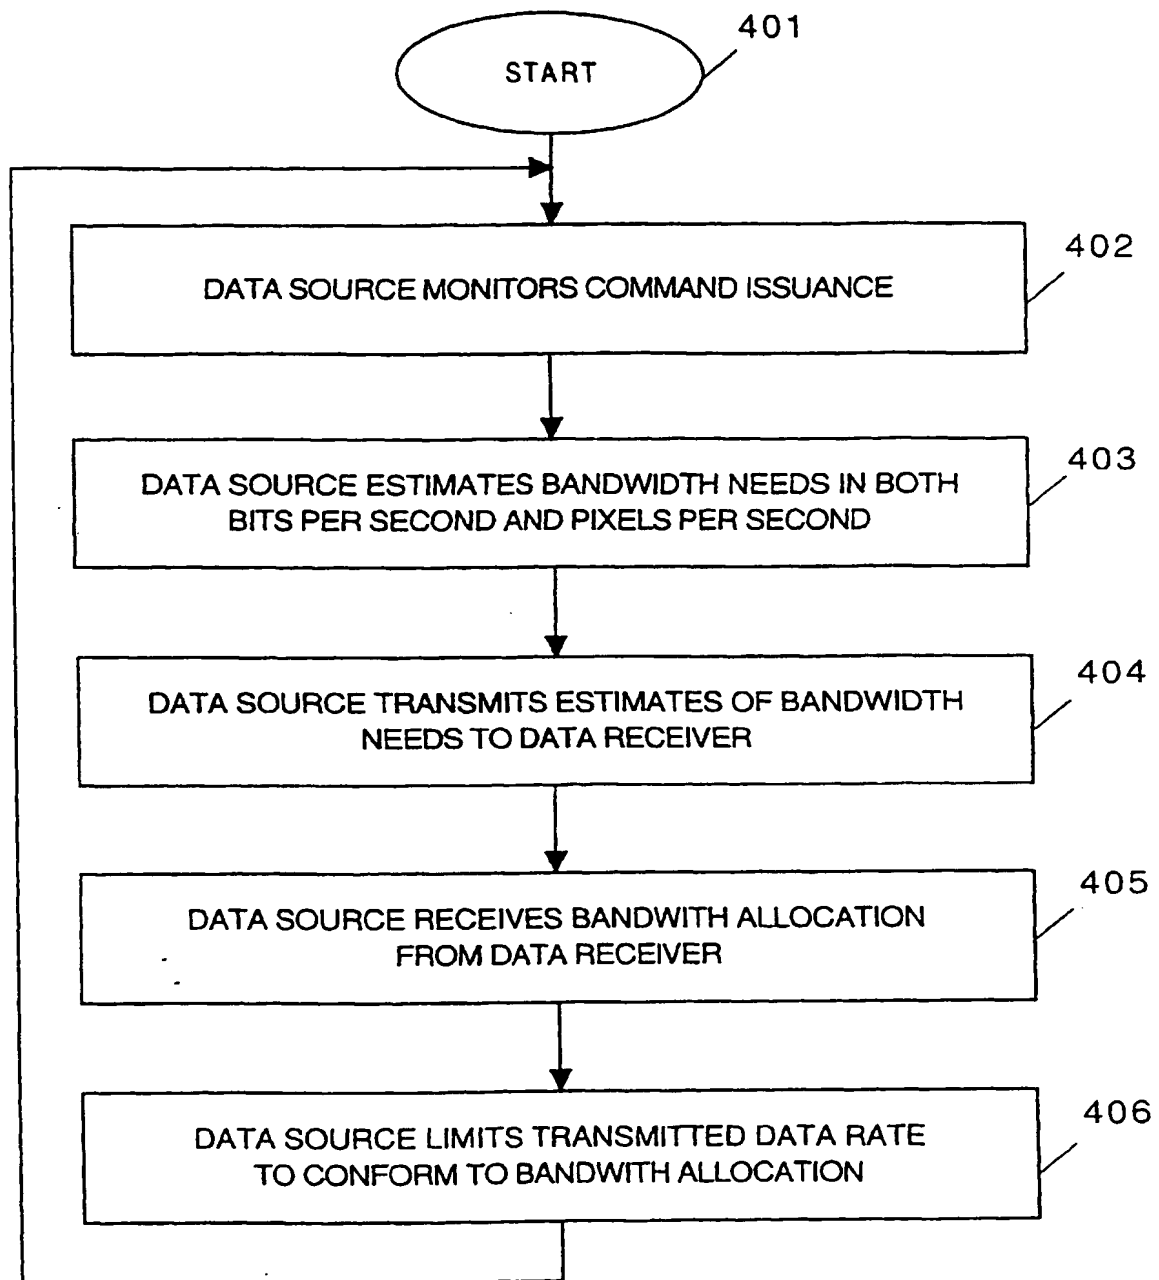 401
START
402
DATA SOURCE MONITORS COMMAND ISSUANCE
403
DATA SOURCE ESTIMATES BANDWIDTH NEEDS IN BOTH
BITS PER SECOND AND PIXELS PER SECOND
404
DATA SOURCE TRANSMITS ESTIMATES OF BANDWIDTH
NEEDS TO DATA RECEIVER
405
DATA SOURCE RECEIVES BANDWITH ALLOCATION
FROM DATA RECEIVER
406
DATA SOURCE LIMITS TRANSMITTED DATA RATE
TO CONFORM TO BANDWITH ALLOCATION